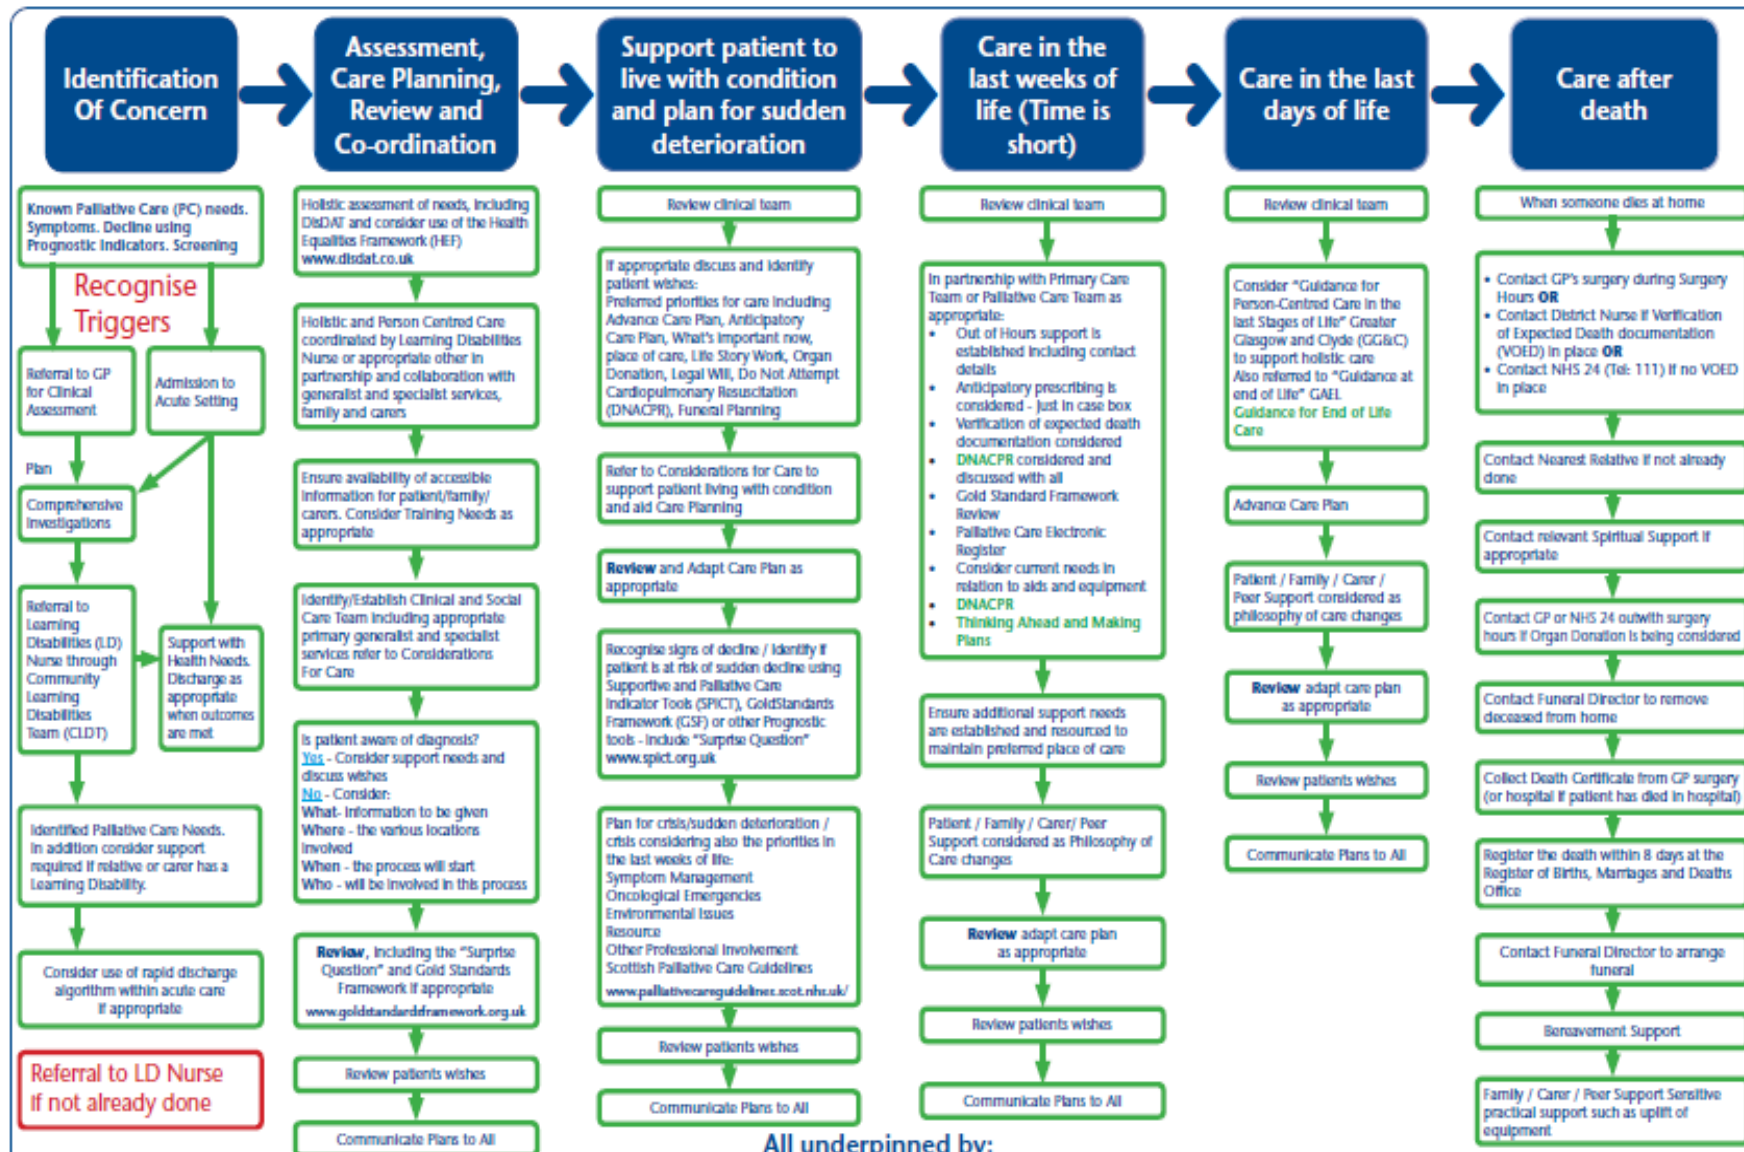 Identification
Of Concern
Assessment,
Care Planning,
Review and
Co-ordination
Support patient to
live with condition
and plan for sudden
deterioration
Care in the
last weeks of
life (Time is
short)
Care in the last
days of life
Care after
death
Known Palliative Care (PC) needs.
Symptoms. Decline using
Prognostic Indicators. Screening
Recognise
Triggers
Referral to GP
for Clinical
Assessment
Admission to
Acute Setting
Plan
Comprehensive
Investigations
Referral to
Learning
Disabilities (LD)
Nurse through
Community
Learning
Disabilities
Team (CLDT)
Support with
Health Needs.
Discharge as
appropriate
when outcomes
are met
Identified Palliative Care Needs.
In addition consider support
required if relative or carer has a
Learning Disability.
Consider use of rapid discharge
algorithm within acute care
if appropriate
Referral to LD Nurse
if not already done
Holistic assessment of needs, including
DisDAT and consider use of the Health
Equalities Framework (HEF)
www.disdat.co.uk
Holistic and Person Centred Care
coordinated by Learning Disabilities
Nurse or appropriate other in
partnership and collaboration with
generalist and specialist services,
family and carers
Ensure availability of accessible
information for patient/family/
carers. Consider Training Needs as
appropriate
Identify/Establish Clinical and Social
Care Team including appropriate
primary generalist and specialist
services refer to Considerations
For Care
Is patient aware of diagnosis?
Yes - Consider support needs and
discuss wishes
No - Consider:
What- information to be given
Where - the various locations
involved
When - the process will start
Who - will be involved in this process
Review, including the "Surprise
Question" and Gold Standards
Framework if appropriate
www.goldstandardsframework.org.uk
Review patients wishes
Communicate Plans to All
Review clinical team
If appropriate discuss and identify
patient wishes:
Preferred priorities for care including
Advance Care Plan, Anticipatory
Care Plan, What's important now,
place of care, Life Story Work, Organ
Donation, Legal Will, Do Not Attempt
Cardiopulmonary Resuscitation
(DNACPR), Funeral Planning
Refer to Considerations for Care to
support patient living with condition
and aid Care Planning
Review and Adapt Care Plan as
appropriate
Recognise signs of decline / Identify if
patient is at risk of sudden decline using
Supportive and Palliative Care
Indicator Tools (SPICT), GoldStandards
Framework (GSF) or other Prognostic
tools - include "Surprise Question"
www.spict.org.uk
Plan for crisis/sudden deterioration /
crisis considering also the priorities in
the last weeks of life:
Symptom Management
Oncological Emergencies
Environmental Issues
Resource
Other Professional Involvement
Scottish Palliative Care Guidelines
www.palliativecareguidelines.scot.nhs.uk/
Review patients wishes
Communicate Plans to All
Review clinical team
In partnership with Primary Care
Team or Palliative Care Team as
appropriate:
• Out of Hours support is
established including contact
details
• Anticipatory prescribing is
considered - Just in case box
• Verification of expected death
documentation considered
• DNACPR considered and
discussed with all
• Gold Standard Framework
Review
• Palliative Care Electronic
Register
• Consider current needs in
relation to aids and equipment
• DNACPR
• Thinking Ahead and Making
Plans
Ensure additional support needs
are established and resourced to
maintain preferred place of care
Patient / Family / Carer/ Peer
Support considered as Philosophy of
Care changes
Review adapt care plan
as appropriate
Review patients wishes
Communicate Plans to All
Review clinical team
Consider "Guidance for
Person-Centred Care in the
last Stages of Life" Greater
Glasgow and Clyde (GG&C)
to support holistic care
Also referred to "Guidance at
end of Life" GAEL
Guidance for End of Life
Care
Advance Care Plan
Patient / Family / Carer /
Peer Support considered as
philosophy of care changes
Review adapt care plan
as appropriate
Review patients wishes
Communicate Plans to All
When someone dies at home
• Contact GP's surgery during Surgery
Hours OR
• Contact District Nurse if Verification
of Expected Death documentation
(VOED) in place OR
• Contact NHS 24 (Tel: 111) if no VOED
in place
Contact Nearest Relative if not already
done
Contact relevant Spiritual Support if
appropriate
Contact GP or NHS 24 outwith surgery
hours if Organ Donation is being considered
Contact Funeral Director to remove
deceased from home
Collect Death Certificate from GP surgery
(or hospital if patient has died in hospital)
Register the death within 8 days at the
Register of Births, Marriages and Deaths
Office
Contact Funeral Director to arrange
funeral
Bereavement Support
Family / Carer / Peer Support Sensitive
practical support such as uplift of
equipment
All underpinned by: